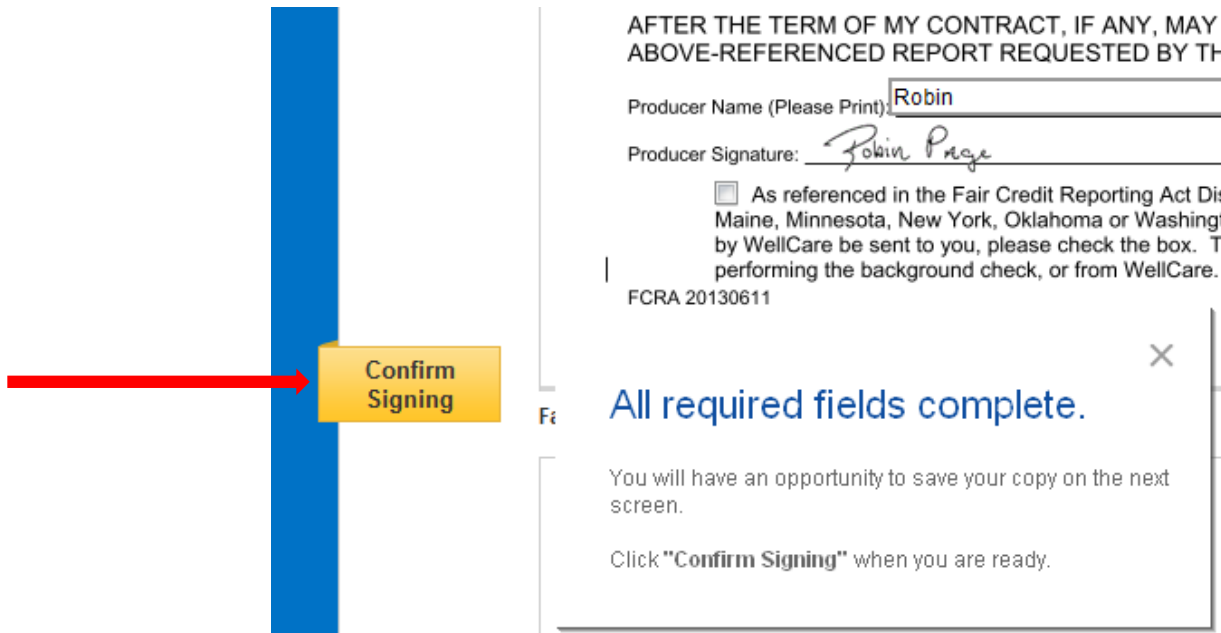 AFTER THE TERM OF MY CONTRACT, IF ANY, MAY
ABOVE-REFERENCED REPORT REQUESTED BY
Producer Name (Please Print): Robin
Producer Signature: Robin Page
As referenced in the Fair Credit Reporting Act
Maine, Minnesota, New York, Oklahoma or
by WellCare be sent to you, please check the box.
performing the background check, or from WellCare.
FCRA 20130611
Confirm
Signing
All required fields complete.
You will have an opportunity to save your copy on the next
screen.
Click "Confirm Signing" when you are ready.